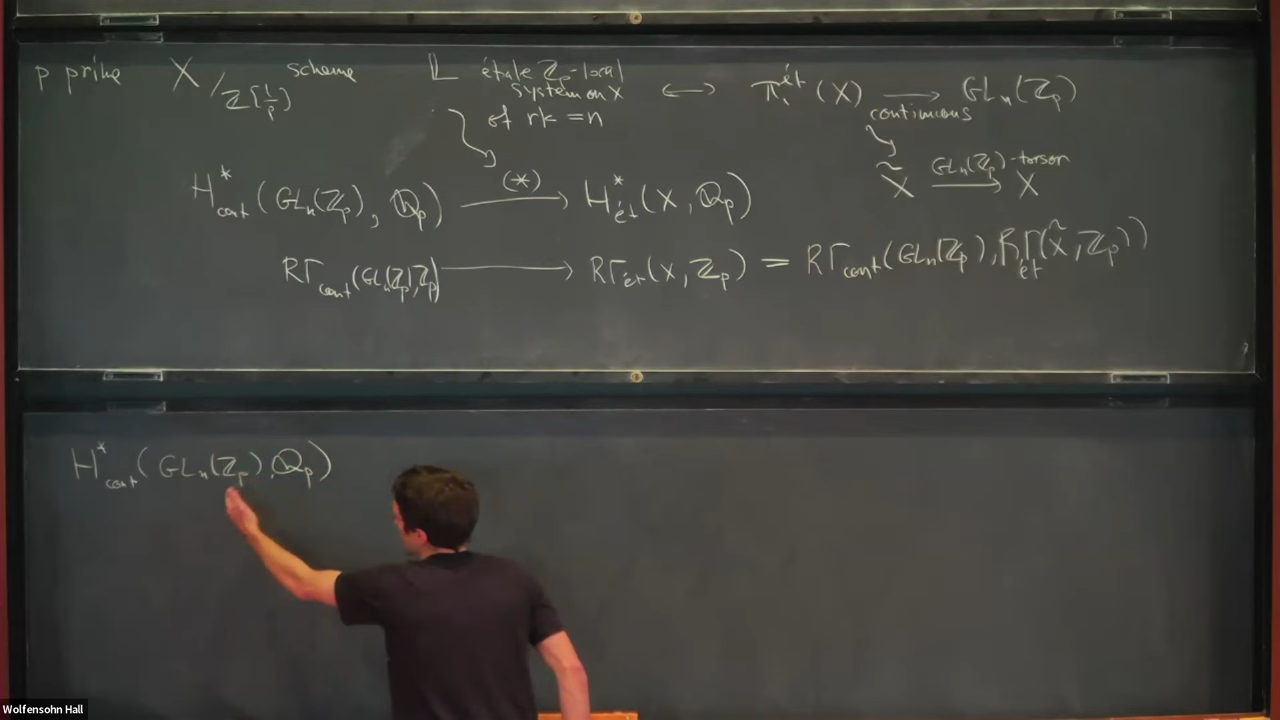 p prime X/ℤ[1/p] scheme 𝕃 étale ℤ_p-local system on X of rk = n ⟷ π_1^ét(X) ⟶ GL_n(ℤ_p)
continuous
X̃ GL_n(ℤ_p)-torsor ⟶ X
H^*_cont(GL_n(ℤ_p), ℚ_p) (*) ⟶ H^*_ét(X, ℚ_p)
RΓ_cont(GL_n(ℤ_p), ℤ_p) ⟶ RΓ_ét(X, ℤ_p) = RΓ_cont(GL_n(ℤ_p), RΓ_ét(X̃, ℤ_p))
H^*_cont(GL_n(ℤ_p), ℚ_p)
Wolfensohn Hall